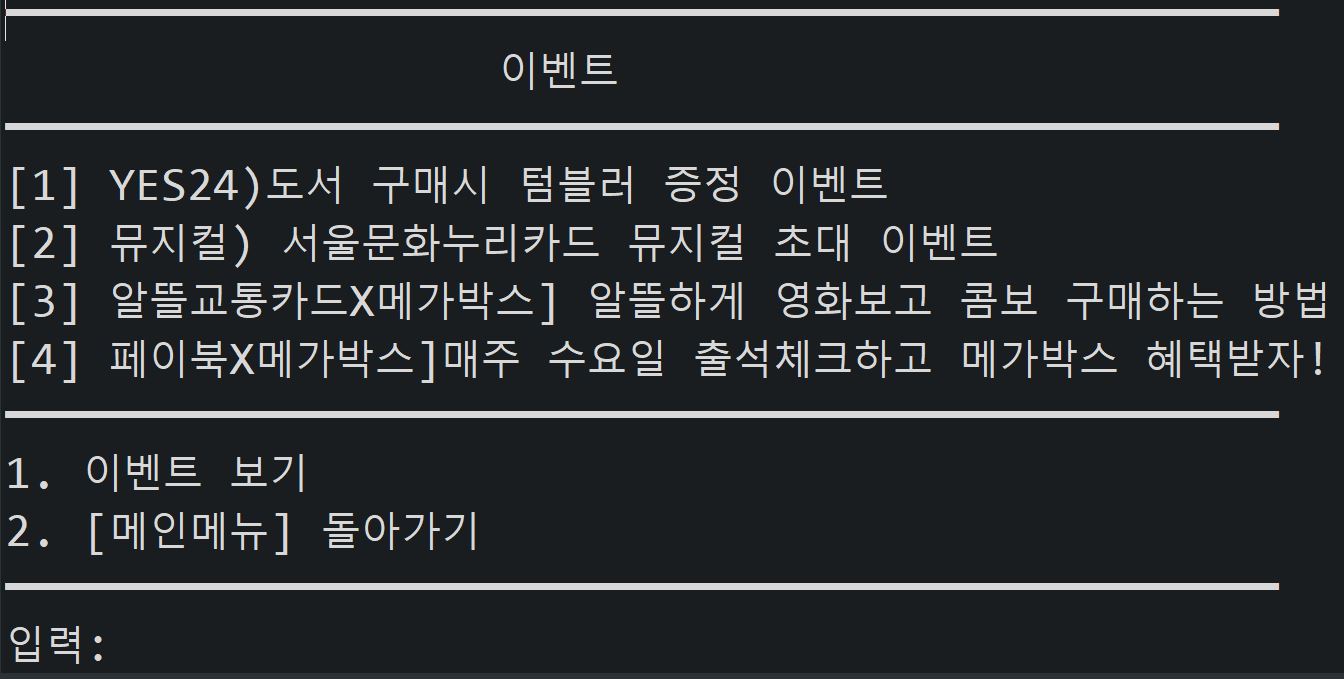 이벤트
[1] YES24)도서 구매시 텀블러 증정 이벤트
[2] 뮤지컬) 서울문화누리카드 뮤지컬 초대 이벤트
[3] 알뜰교통카드X메가박스] 알뜰하게 영화보고 콤보 구매하는 방법
[4] 페이북X메가박스]매주 수요일 출석체크하고 메가박스 혜택받자!
1. 이벤트 보기
2. [메인메뉴] 돌아가기
입력: